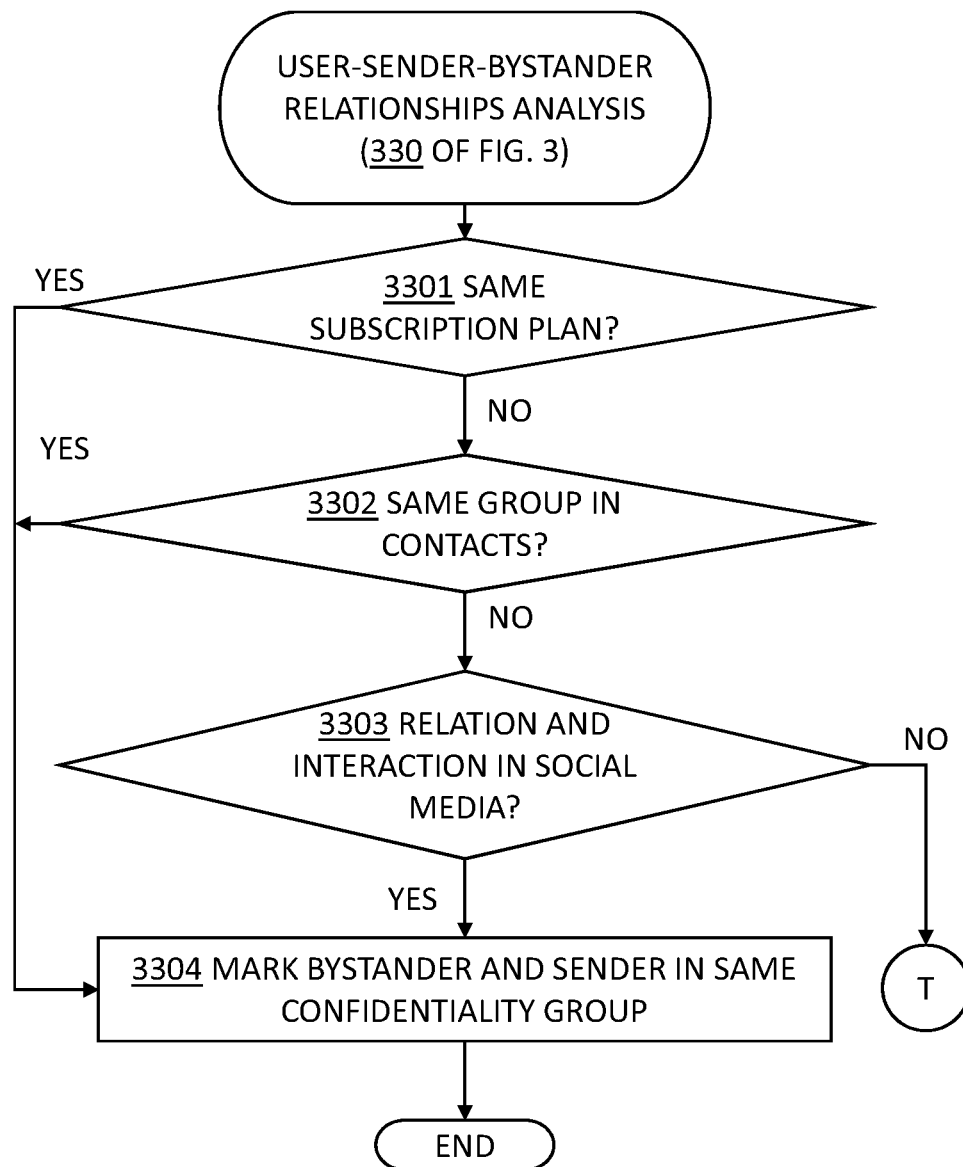 USER-SENDER-BYSTANDER
RELATIONSHIPS ANALYSIS
(330 OF FIG. 3)
YES
3301 SAME
SUBSCRIPTION PLAN?
NO
YES
3302 SAME GROUP IN
CONTACTS?
NO
3303 RELATION AND
INTERACTION IN SOCIAL
MEDIA?
NO
YES
3304 MARK BYSTANDER AND SENDER IN SAME
CONFIDENTIALITY GROUP
T
END